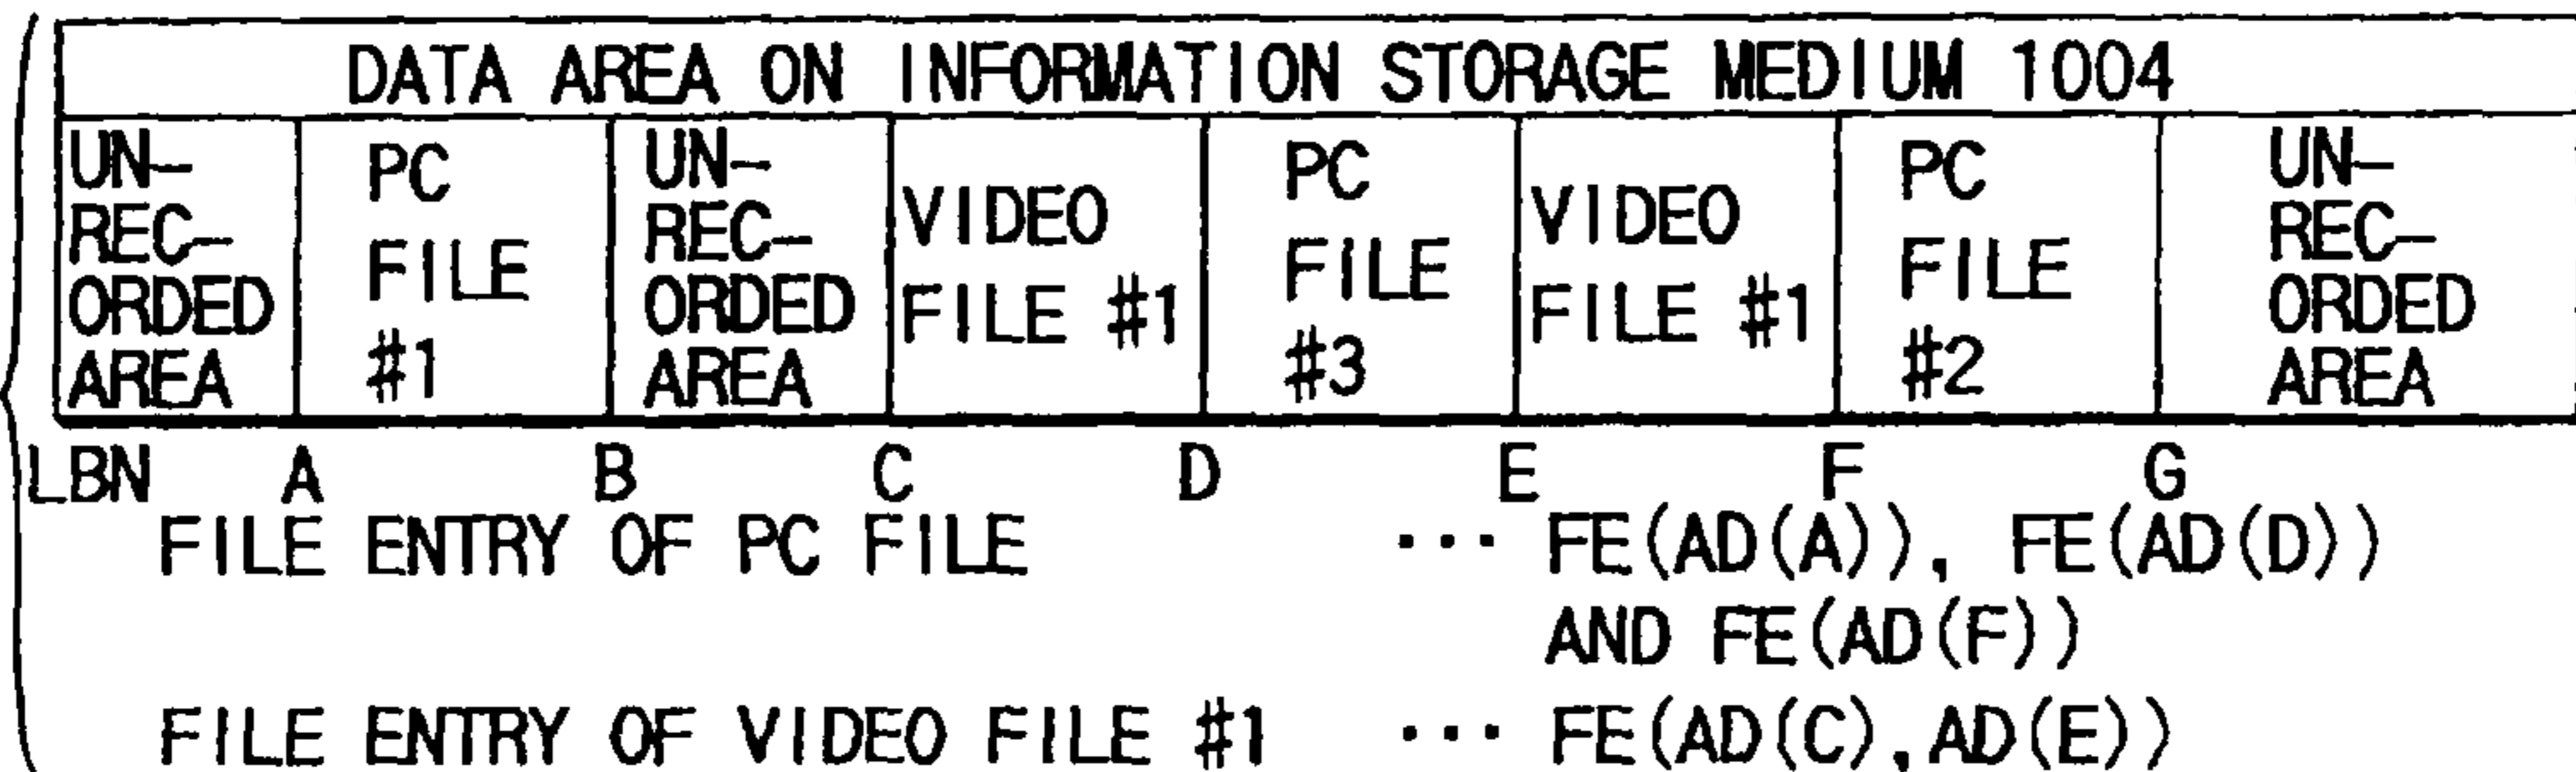 DATA AREA ON INFORMATION STORAGE MEDIUM 1004
UN-
REC-
ORDED
AREA
PC
FILE
#1
UN-
REC-
ORDED
AREA
VIDEO
FILE #1
PC
FILE
#3
VIDEO
FILE #1
PC
FILE
#2
UN-
REC-
ORDED
AREA
LBN A B C D E F G
FILE ENTRY OF PC FILE ··· FE(AD(A)), FE(AD(D))
AND FE(AD(F))
FILE ENTRY OF VIDEO FILE #1 ··· FE(AD(C),AD(E))